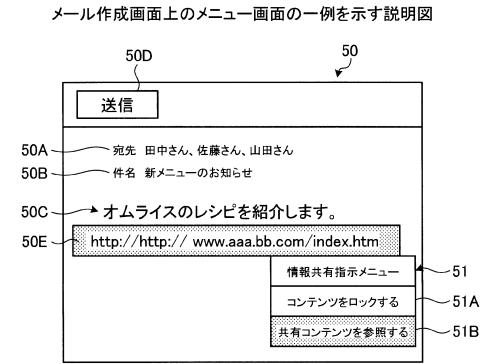 メール作成画面上のメニュー画面の一例を示す説明図
50D
50
送信
50A 宛先 田中さん、佐藤さん、山田さん
50B 件名 新メニューのお知らせ
50C オムライスのレシピを紹介します。
50E http://http:// www.aaa.bb.com/index.htm
情報共有指示メニュー 51
コンテンツをロックする 51A
共有コンテンツを参照する 51B